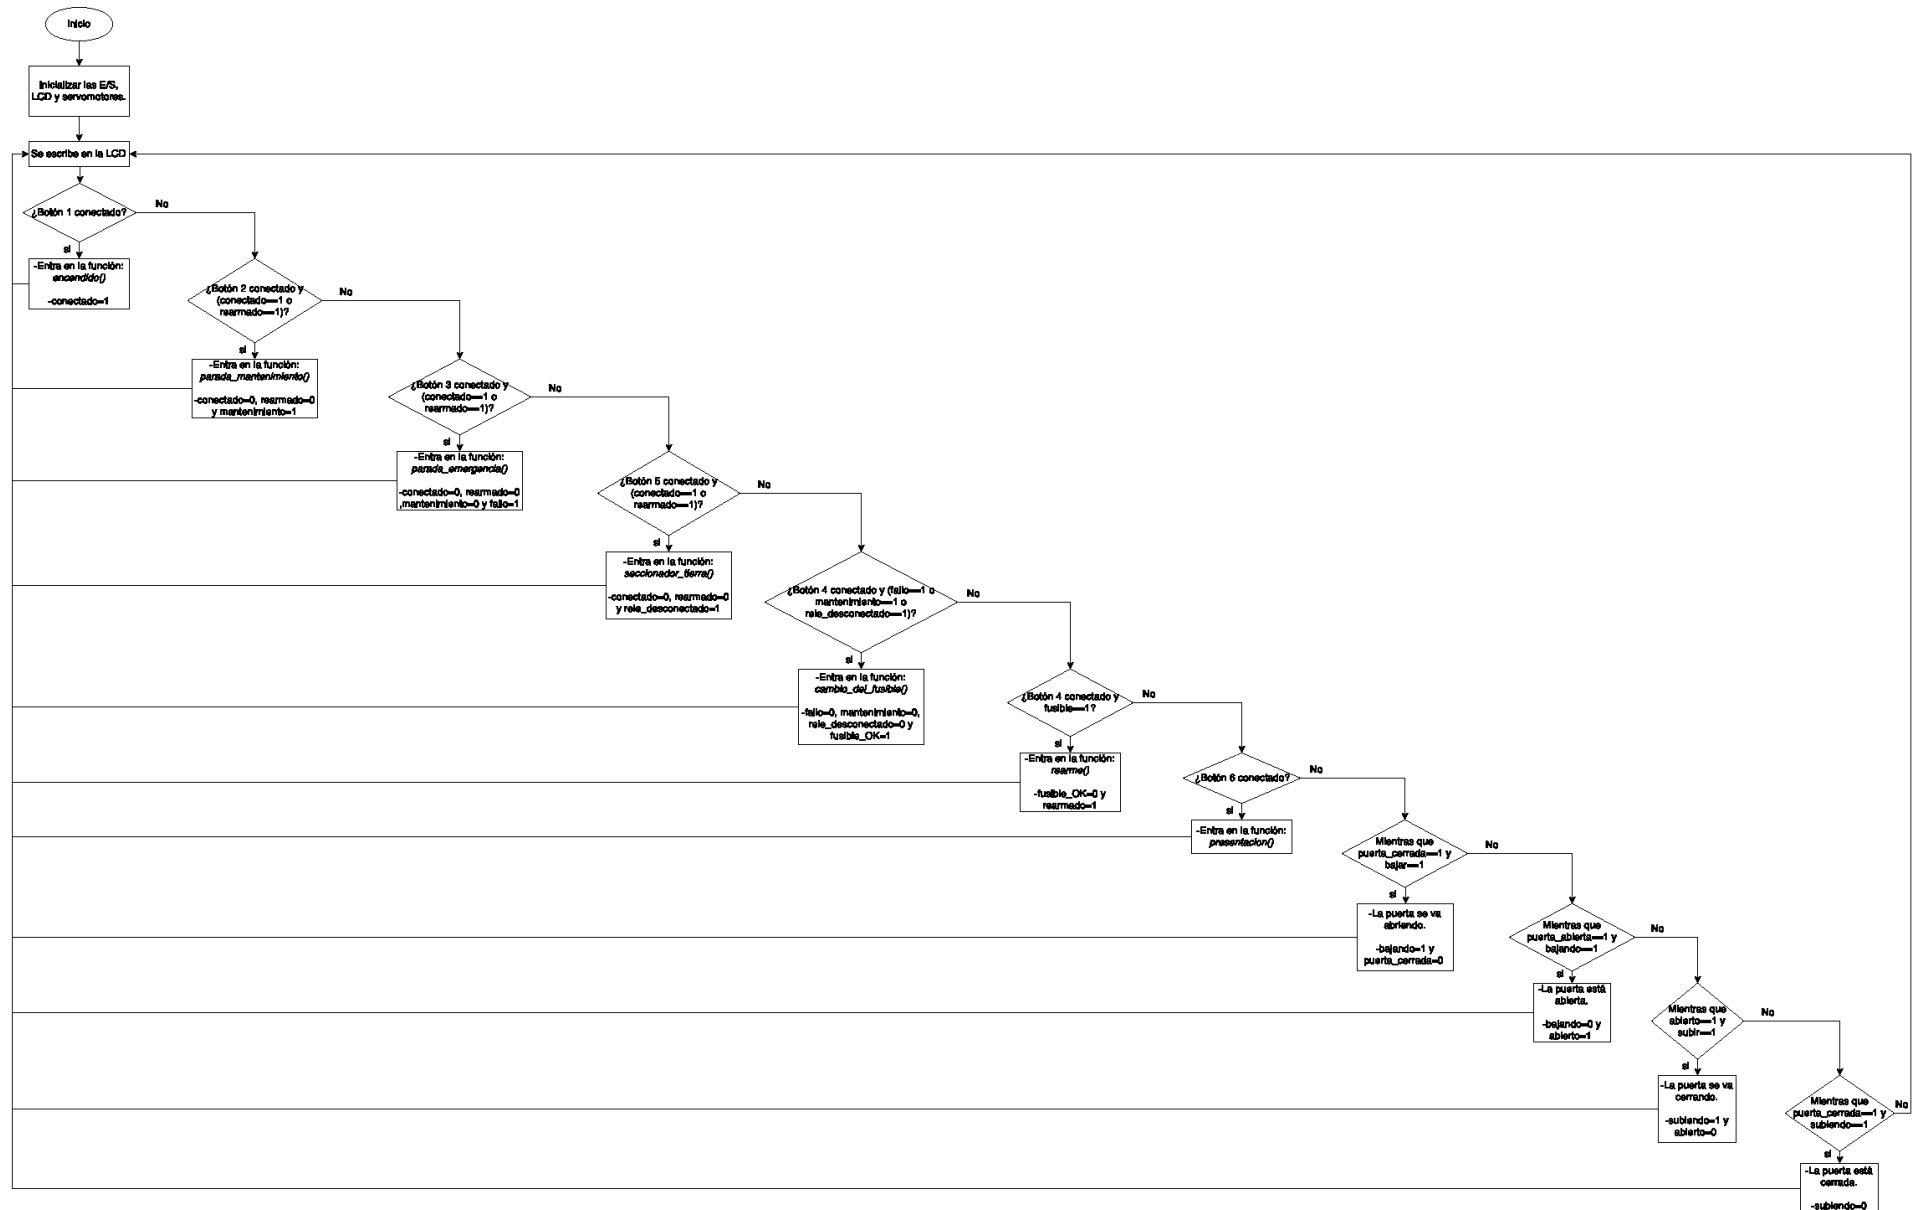 Inicio
Inicializar las E/S,
LCD y servomotores.
Se escribe en la LCD
¿Botón 1 conectado?
No
si
-Entra en la función:
encendido()
-conectado=1
¿Botón 2 conectado y
(conectado==1 o
rearmado==1)?
No
si
-Entra en la función:
parada_mantenimiento()
-conectado=0, rearmado=0
y mantenimiento=1
¿Botón 3 conectado y
(conectado==1 o
rearmado==1)?
No
si
-Entra en la función:
parada_emergencia()
-conectado=0, rearmado=0
,mantenimiento=0 y fallo=1
¿Botón 5 conectado y
(conectado==1 o
rearmado==1)?
No
si
-Entra en la función:
seccionador_tierra()
-conectado=0, rearmado=0
y rele_desconectado=1
¿Botón 4 conectado y (fallo==1 o
mantenimiento==1 o
rele_desconectado==1)?
No
si
-Entra en la función:
cambio_del_fusible()
-fallo=0, mantenimiento=0,
rele_desconectado=0 y
fusible_OK=1
¿Botón 4 conectado y
fusible==1?
No
si
-Entra en la función:
rearme()
-fusible_OK=0 y
rearmado=1
¿Botón 6 conectado?
No
si
-Entra en la función:
presentacion()
Mientras que
puerta_cerrada==1 y
bajar==1
No
si
-La puerta se va
abriendo.
-bajando=1 y
puerta_cerrada=0
Mientras que
puerta_abierta==1 y
bajando==1
No
si
-La puerta está
abierta.
-bajando=0 y
abierto=1
Mientras que
abierto==1 y
subir==1
No
si
-La puerta se va
cerrando.
-subiendo=1 y
abierto=0
Mientras que
puerta_cerrada==1 y
subiendo==1
No
si
-La puerta está
cerrada.
-subiendo=0